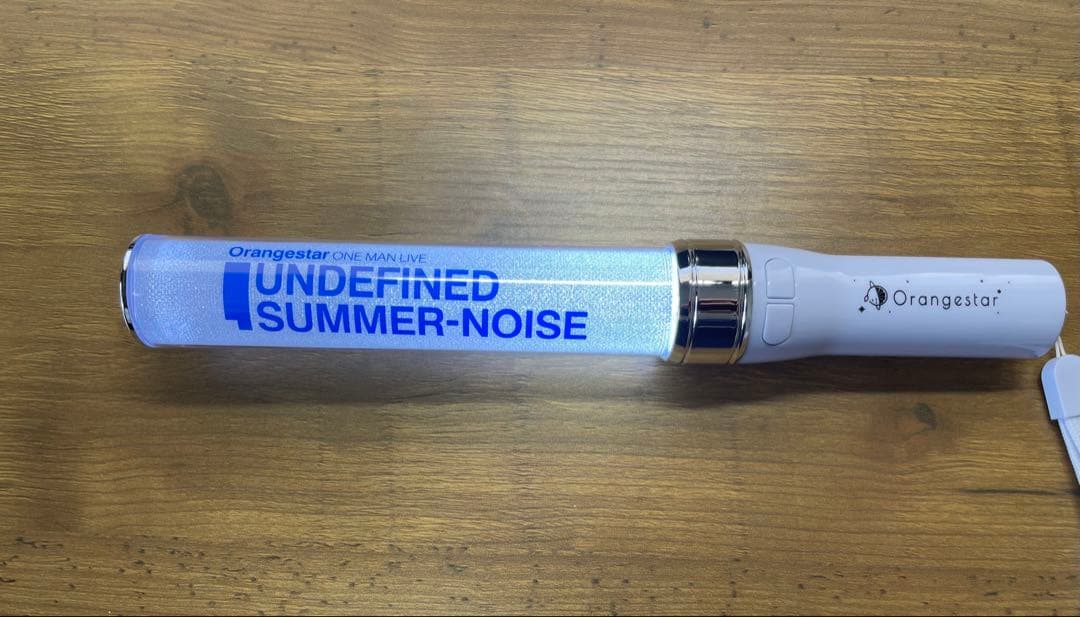 Orangestar ONE MAN LIVE
UNDEFINED
SUMMER-NOISE
Orangestar